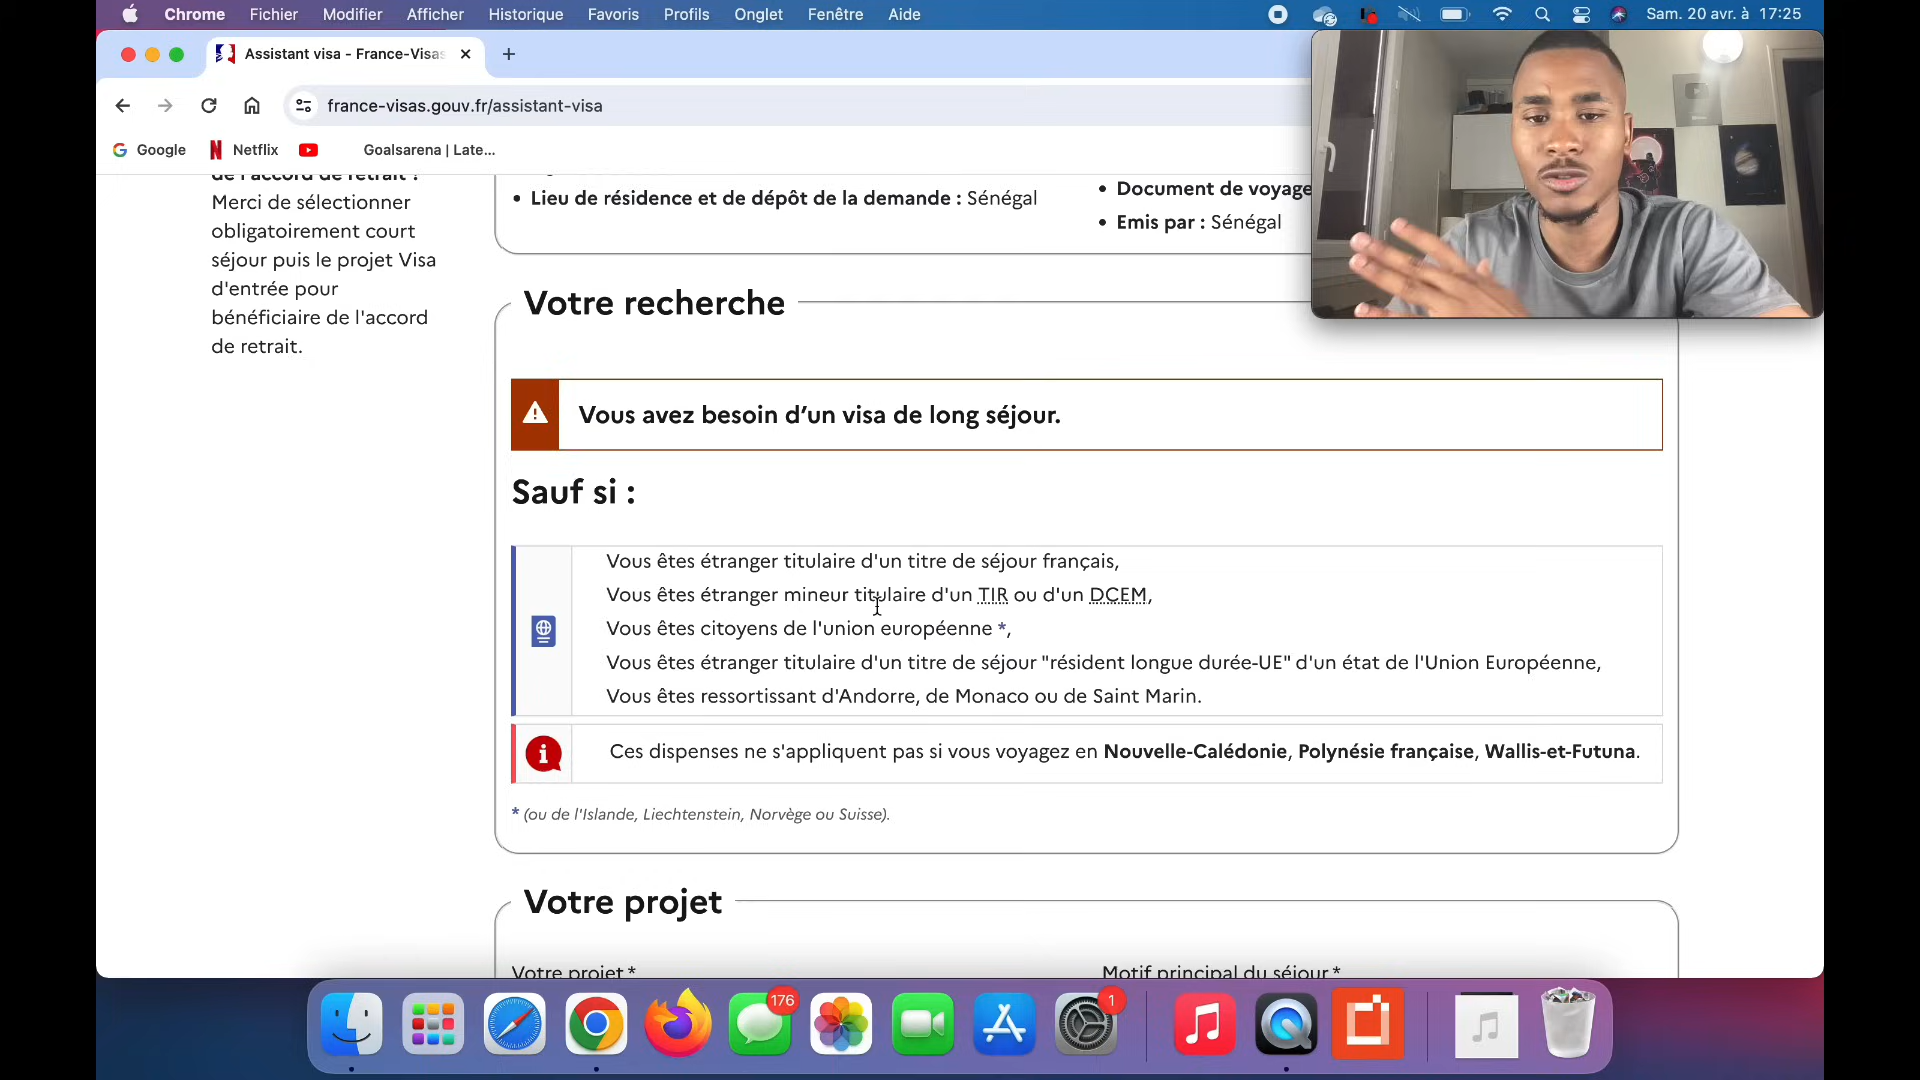 Chrome Fichier Modifier Afficher Historique Favoris Profils Onglet Fenêtre Aide Sam. 20 avr. à 17:25
Assistant visa - France-Visas
france-visas.gouv.fr/assistant-visa
Google Netflix Goalsarena | Late...
de l'accord de retrait ?
Merci de sélectionner
obligatoirement court
séjour puis le projet Visa
d'entrée pour
bénéficiaire de l'accord
de retrait.
• Lieu de résidence et de dépôt de la demande : Sénégal
• Document de voyage
• Emis par : Sénégal
Votre recherche
Vous avez besoin d’un visa de long séjour.
Sauf si :
Vous êtes étranger titulaire d'un titre de séjour français,
Vous êtes étranger mineur titulaire d'un TIR ou d'un DCEM,
Vous êtes citoyens de l'union européenne *,
Vous êtes étranger titulaire d'un titre de séjour "résident longue durée-UE" d'un état de l'Union Européenne,
Vous êtes ressortissant d'Andorre, de Monaco ou de Saint Marin.
Ces dispenses ne s'appliquent pas si vous voyagez en Nouvelle-Calédonie, Polynésie française, Wallis-et-Futuna.
* (ou de l'Islande, Liechtenstein, Norvège ou Suisse).
Votre projet
Votre projet *
Motif principal du séjour *
176
1